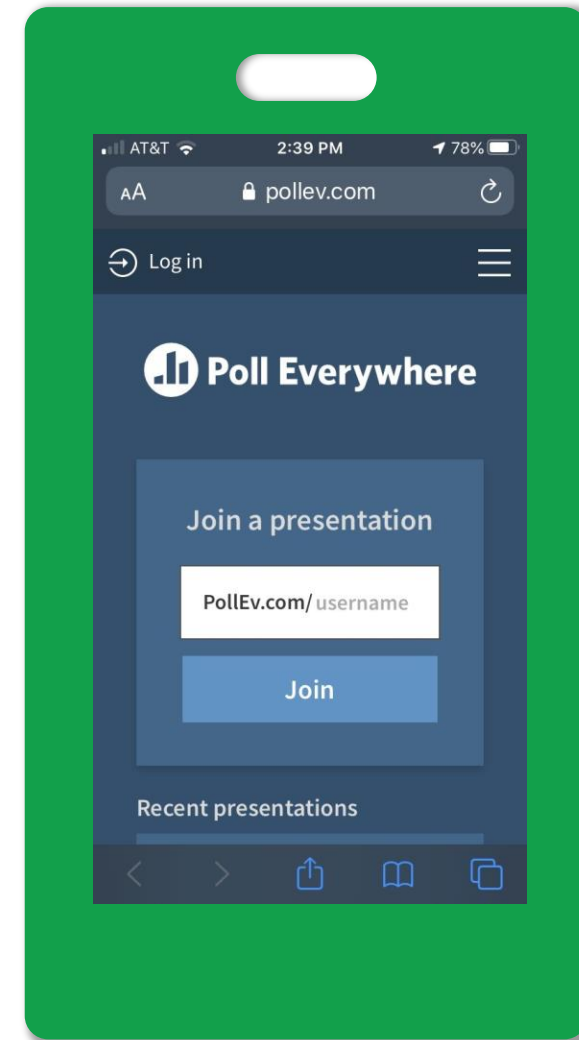 AT&T 2:39 PM 78%
AA pollev.com
Log in
Poll Everywhere
Join a presentation
PollEv.com/ username
Join
Recent presentations